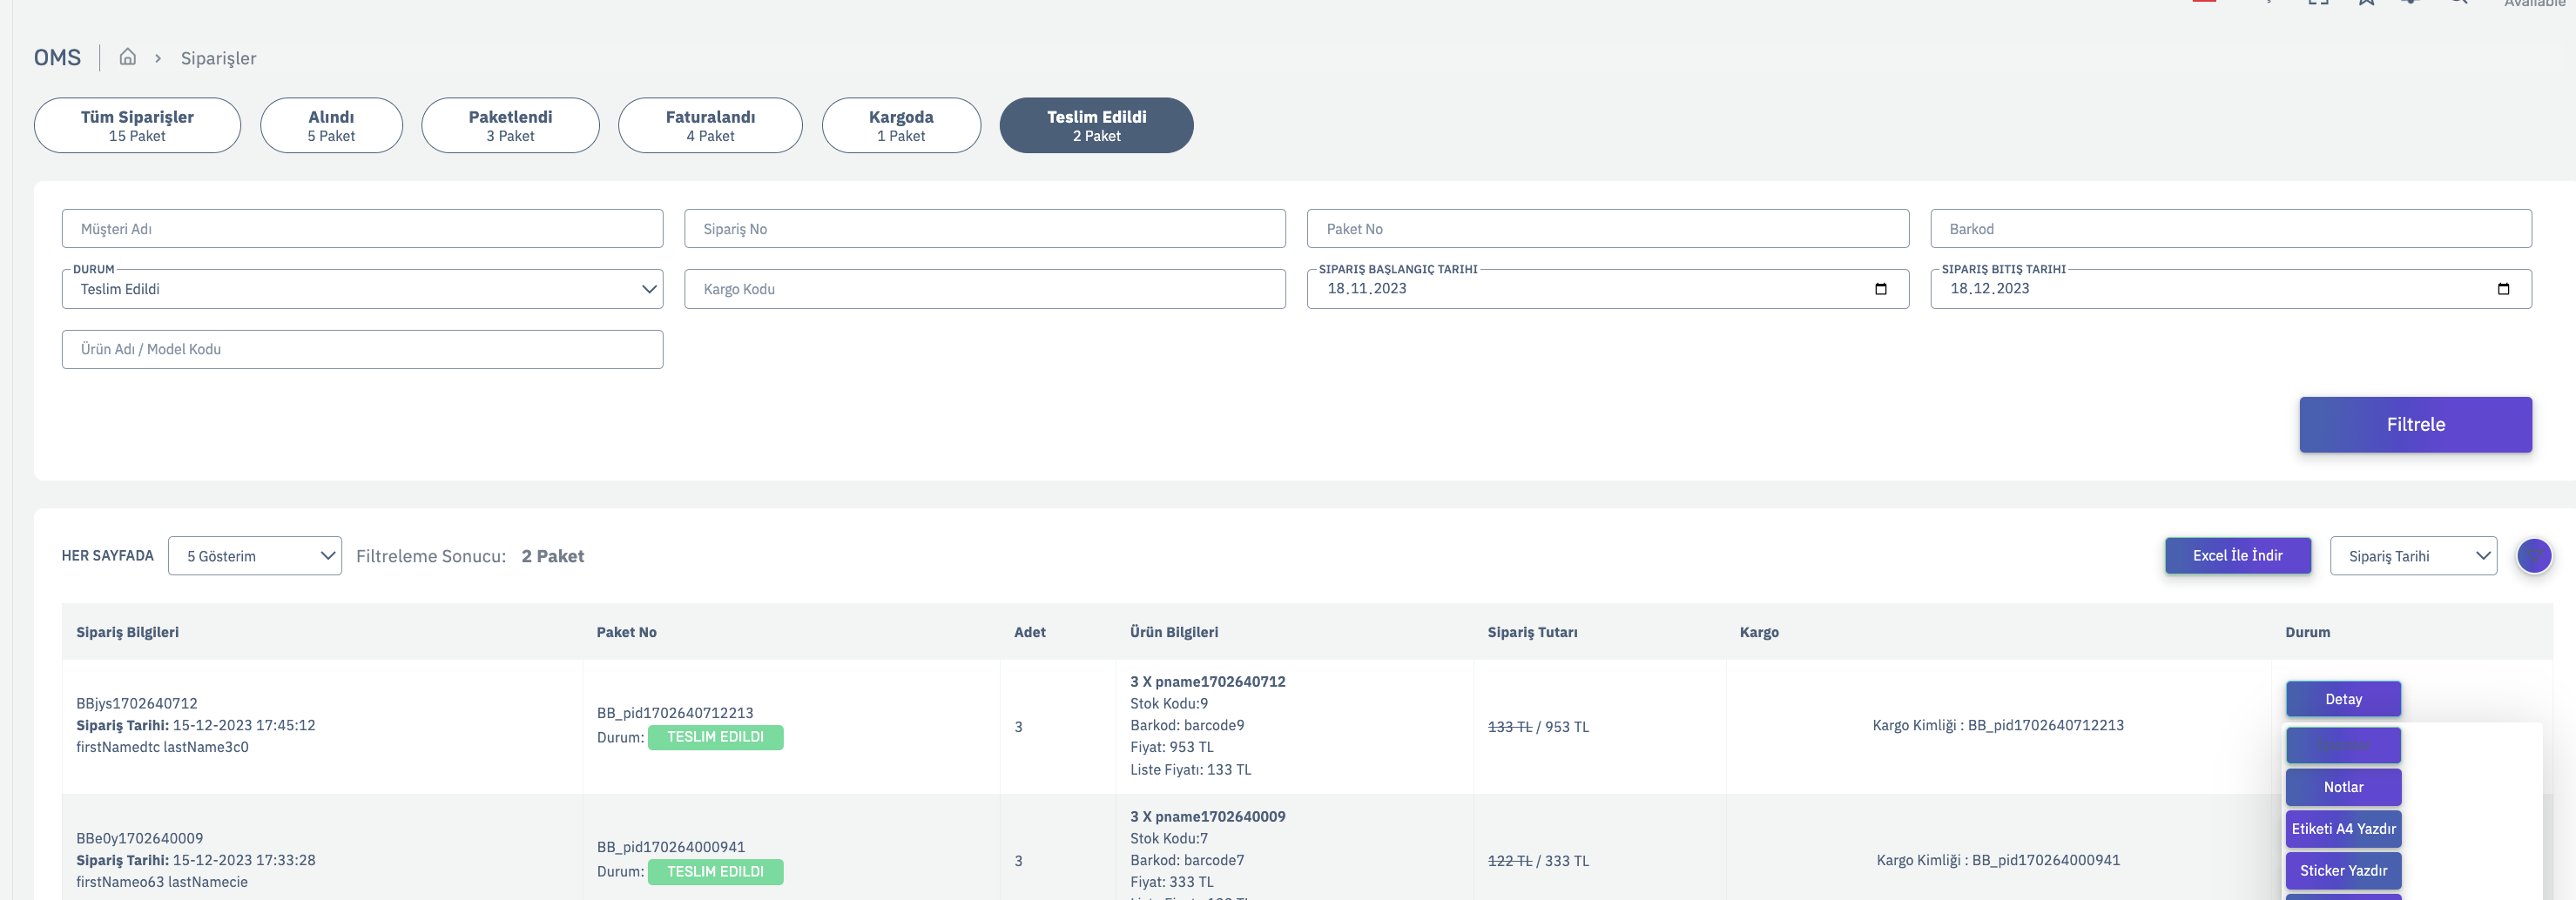 Available
OMS
Siparişler
Tüm Siparişler
15 Paket
Alındı
5 Paket
Paketlendi
3 Paket
Faturalandı
4 Paket
Kargoda
1 Paket
Teslim Edildi
2 Paket
Müşteri Adı
Sipariş No
Paket No
Barkod
DURUM
Teslim Edildi
Kargo Kodu
SIPARIŞ BAŞLANGIÇ TARIHI
18.11.2023
SIPARIŞ BITIŞ TARIHI
18.12.2023
Ürün Adı / Model Kodu
Filtrele
HER SAYFADA
5 Gösterim
Filtreleme Sonucu: 2 Paket
Excel İle İndir
Sipariş Tarihi
Sipariş Bilgileri
Paket No
Adet
Ürün Bilgileri
Sipariş Tutarı
Kargo
Durum
BBjys1702640712
Sipariş Tarihi: 15-12-2023 17:45:12
firstNamedtc lastName3c0
BB_pid1702640712213
Durum: TESLIM EDILDI
3
3 X pname1702640712
Stok Kodu:9
Barkod: barcode9
Fiyat: 953 TL
Liste Fiyatı: 133 TL
133 TL / 953 TL
Kargo Kimliği : BB_pid1702640712213
Detay
Notlar
Etiketi A4 Yazdır
Sticker Yazdır
BBe0y1702640009
Sipariş Tarihi: 15-12-2023 17:33:28
firstNameo63 lastNamecie
BB_pid170264000941
Durum: TESLIM EDILDI
3
3 X pname1702640009
Stok Kodu:7
Barkod: barcode7
Fiyat: 333 TL
122 TL / 333 TL
Kargo Kimliği : BB_pid170264000941